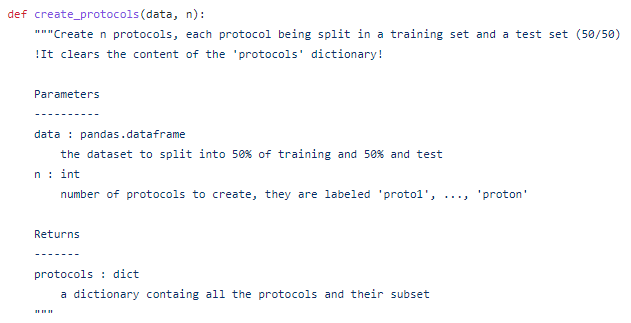 def create_protocols(data, n):
    """Create n protocols, each protocol being split in a training set and a test set (50/50)
    !It clears the content of the 'protocols' dictionary!

    Parameters
    ----------
    data : pandas.dataframe
        the dataset to split into 50% of training and 50% and test
    n : int
        number of protocols to create, they are labeled 'proto1', ..., 'proton'

    Returns
    -------
    protocols : dict
        a dictionary containg all the protocols and their subset
    """